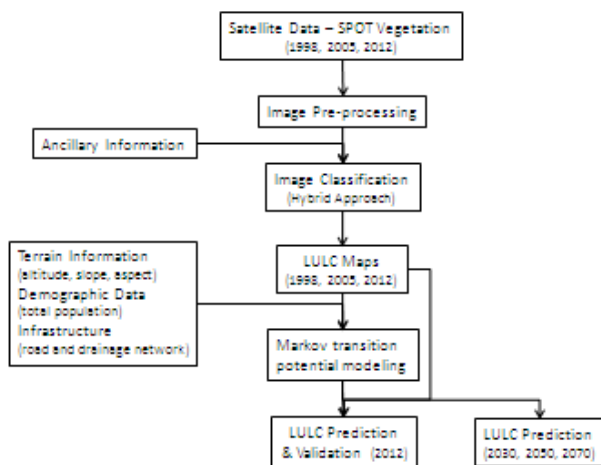 Satellite Data – SPOT Vegetation
(1998, 2005, 2012)
Image Pre-processing
Ancillary Information
Image Classification
(Hybrid Approach)
LULC Maps
(1998, 2005, 2012)
Terrain Information
(altitude, slope, aspect)
Demographic Data
(total population)
Infrastructure
(road and drainage network)
Markov transition
potential modeling
LULC Prediction
& Validation (2012)
LULC Prediction
(2030, 2050, 2070)